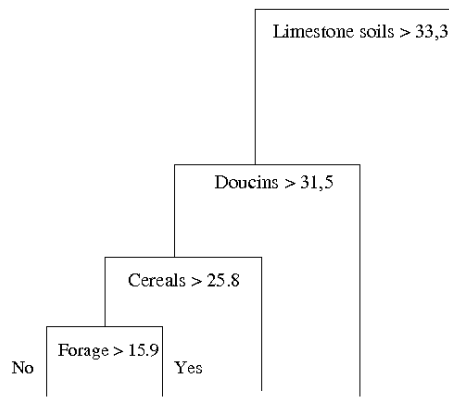 Limestone soils > 33,3
Doucins > 31,5
Cereals > 25.8
Forage > 15.9
No
Yes